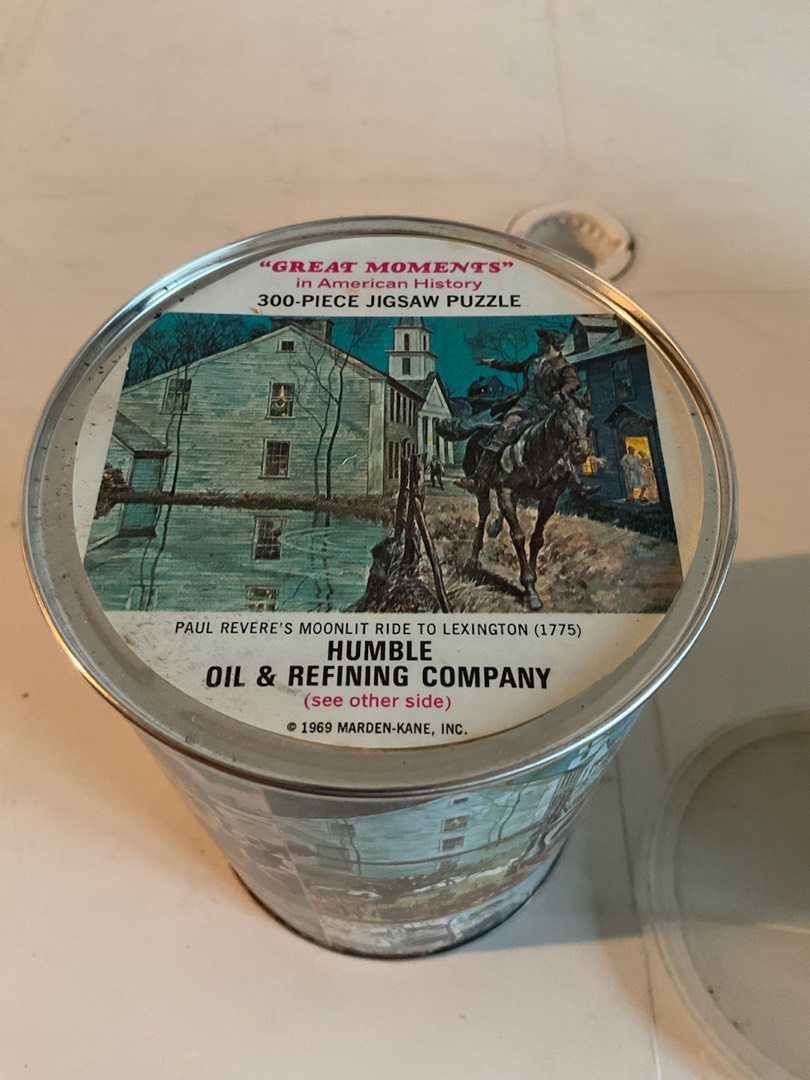 "GREAT MOMENTS"
in American History
300-PIECE JIGSAW PUZZLE
PAUL REVERE'S MOONLIT RIDE TO LEXINGTON (1775)
HUMBLE
OIL & REFINING COMPANY
(see other side)
© 1969 MARDEN-KANE, INC.